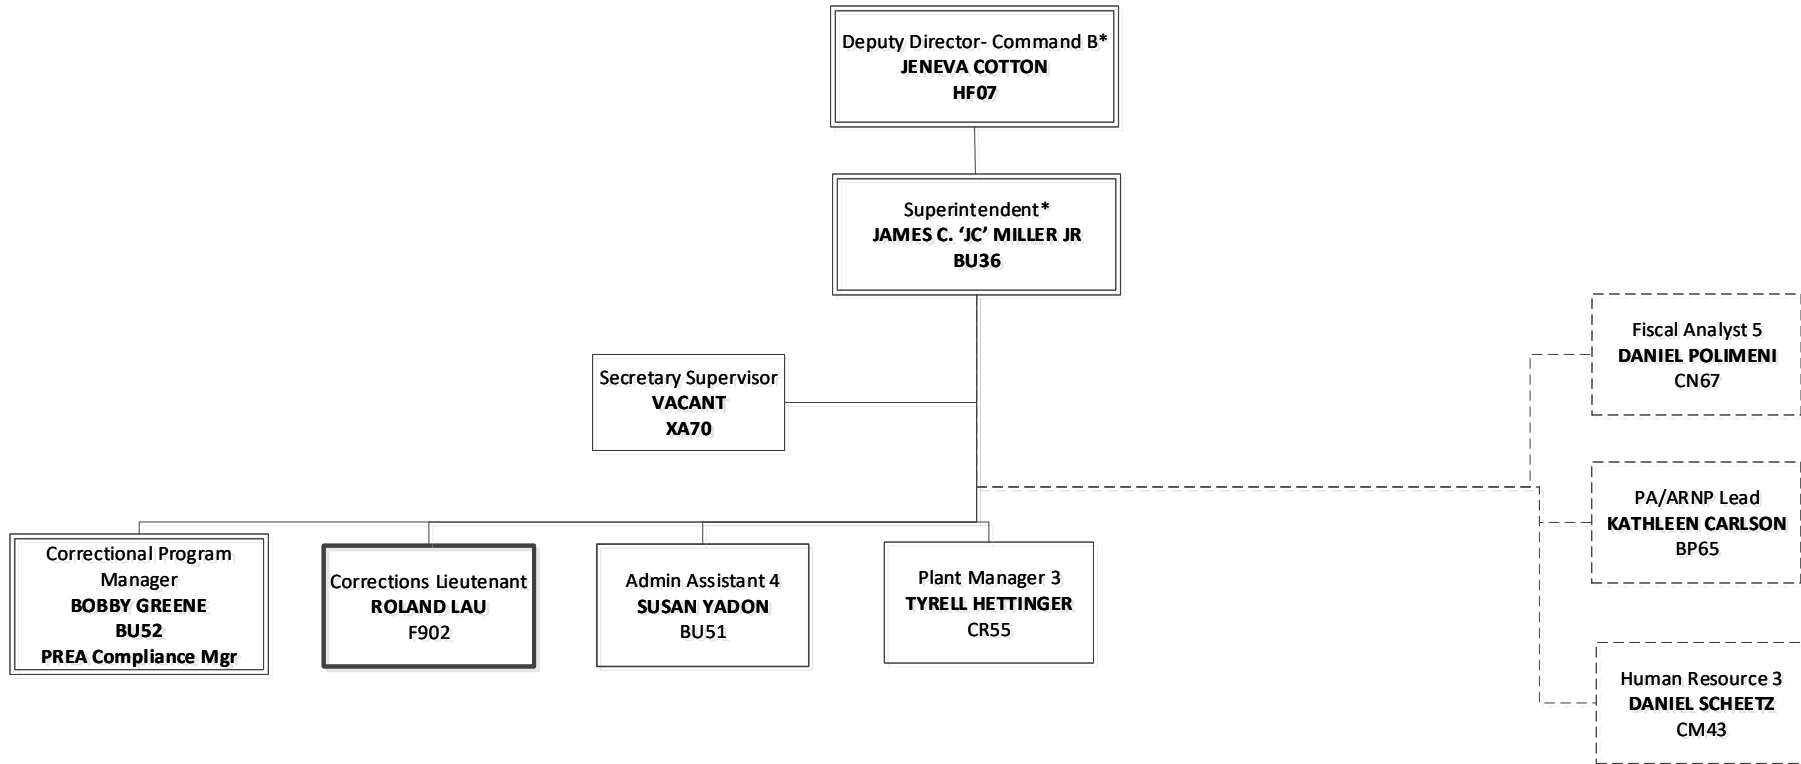 Deputy Director- Command B*
JENEVA COTTON
HF07
Superintendent*
JAMES C. ‘JC’ MILLER JR
BU36
Secretary Supervisor
VACANT
XA70
Fiscal Analyst 5
DANIEL POLIMENI
CN67
PA/ARNP Lead
KATHLEEN CARLSON
BP65
Correctional Program
Manager
BOBBY GREENE
BU52
PREA Compliance Mgr
Corrections Lieutenant
ROLAND LAU
F902
Admin Assistant 4
SUSAN YADON
BU51
Plant Manager 3
TYRELL HETTINGER
CR55
Human Resource 3
DANIEL SCHEETZ
CM43